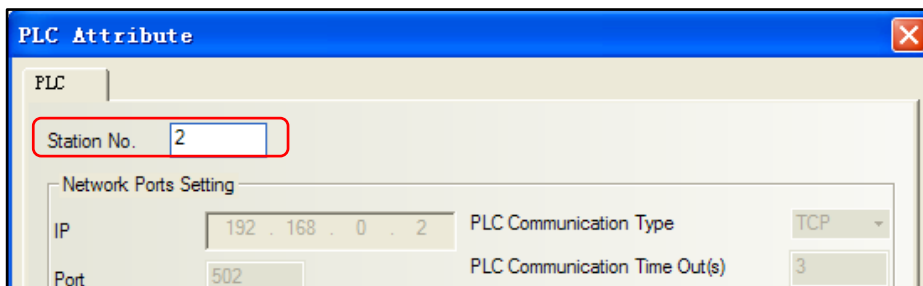 PLC Attribute
PLC
Station No. 2
Network Ports Setting
IP 192 . 168 . 0 . 2 PLC Communication Type TCP
Port 502 PLC Communication Time Out(s) 3